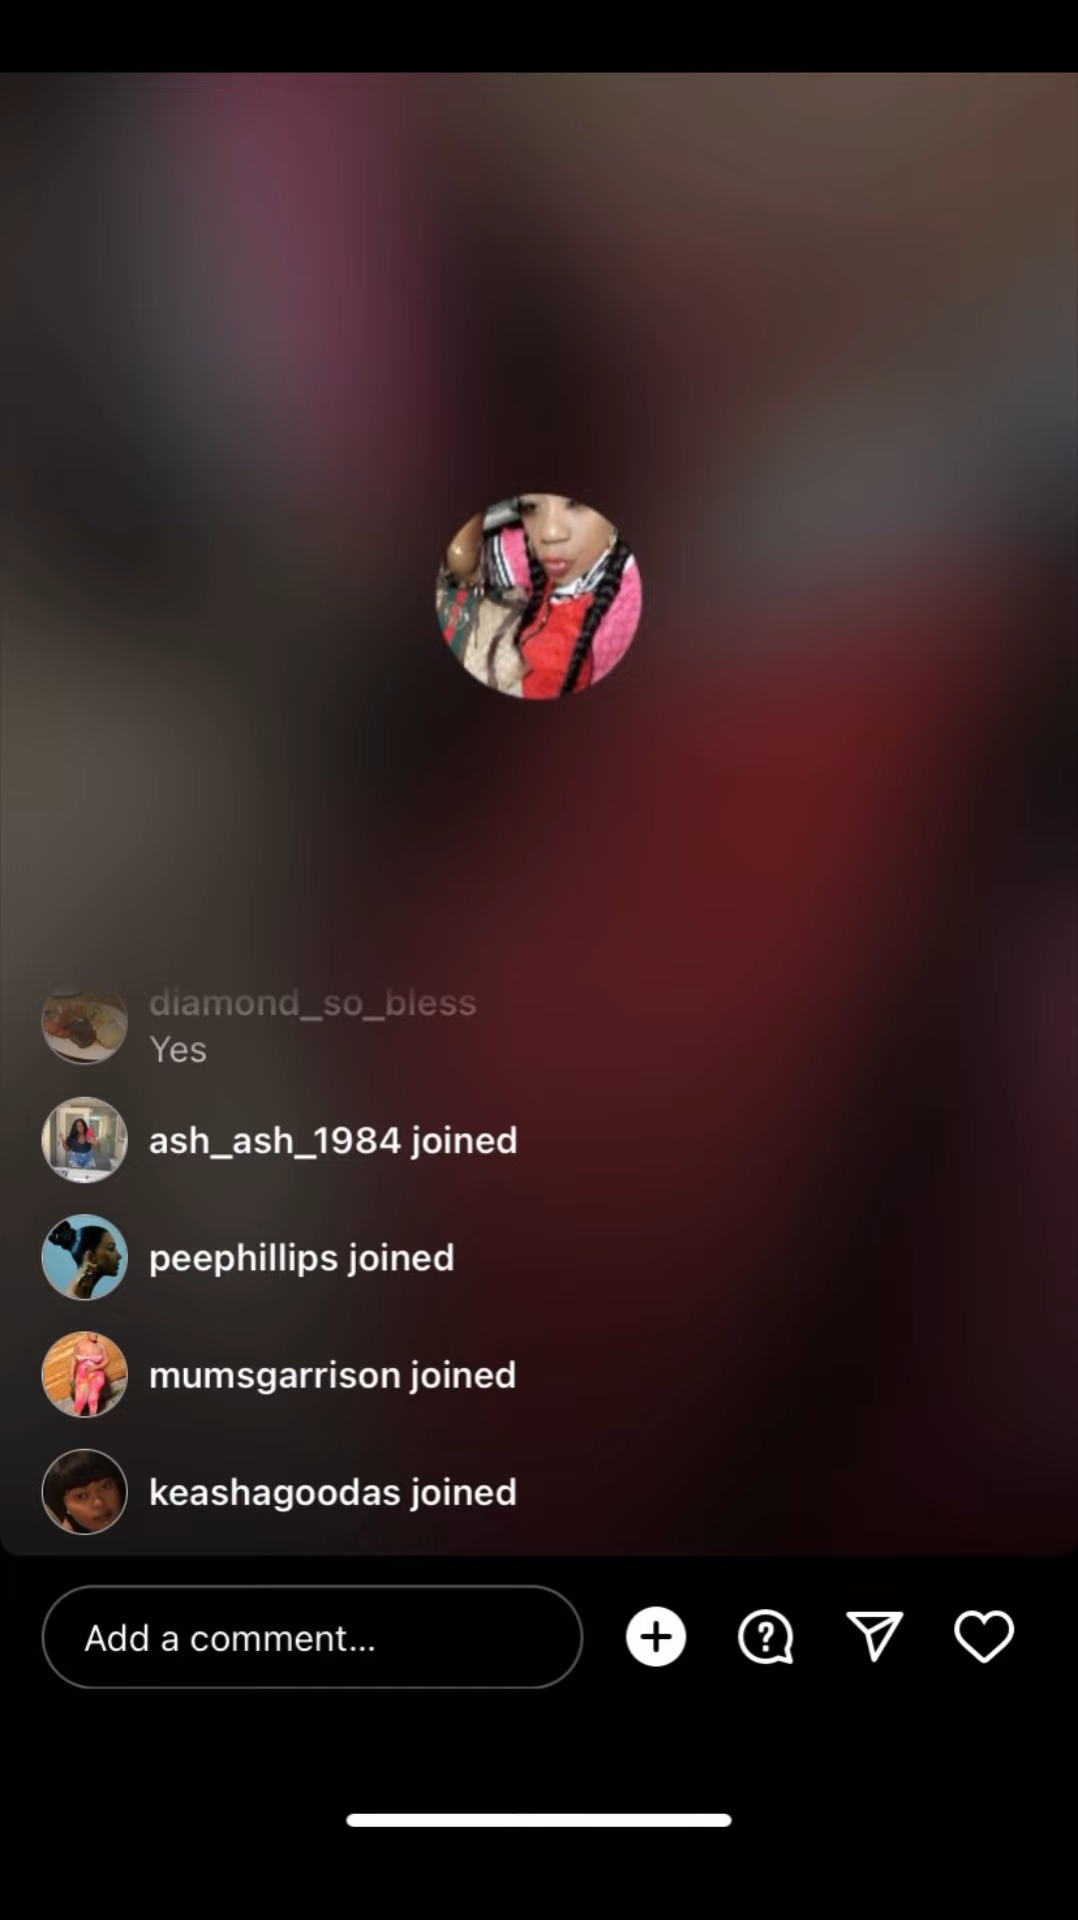 diamond_so_bless
Yes
ash_ash_1984 joined
peephillips joined
mumsgarrison joined
keashagoodas joined
Add a comment...